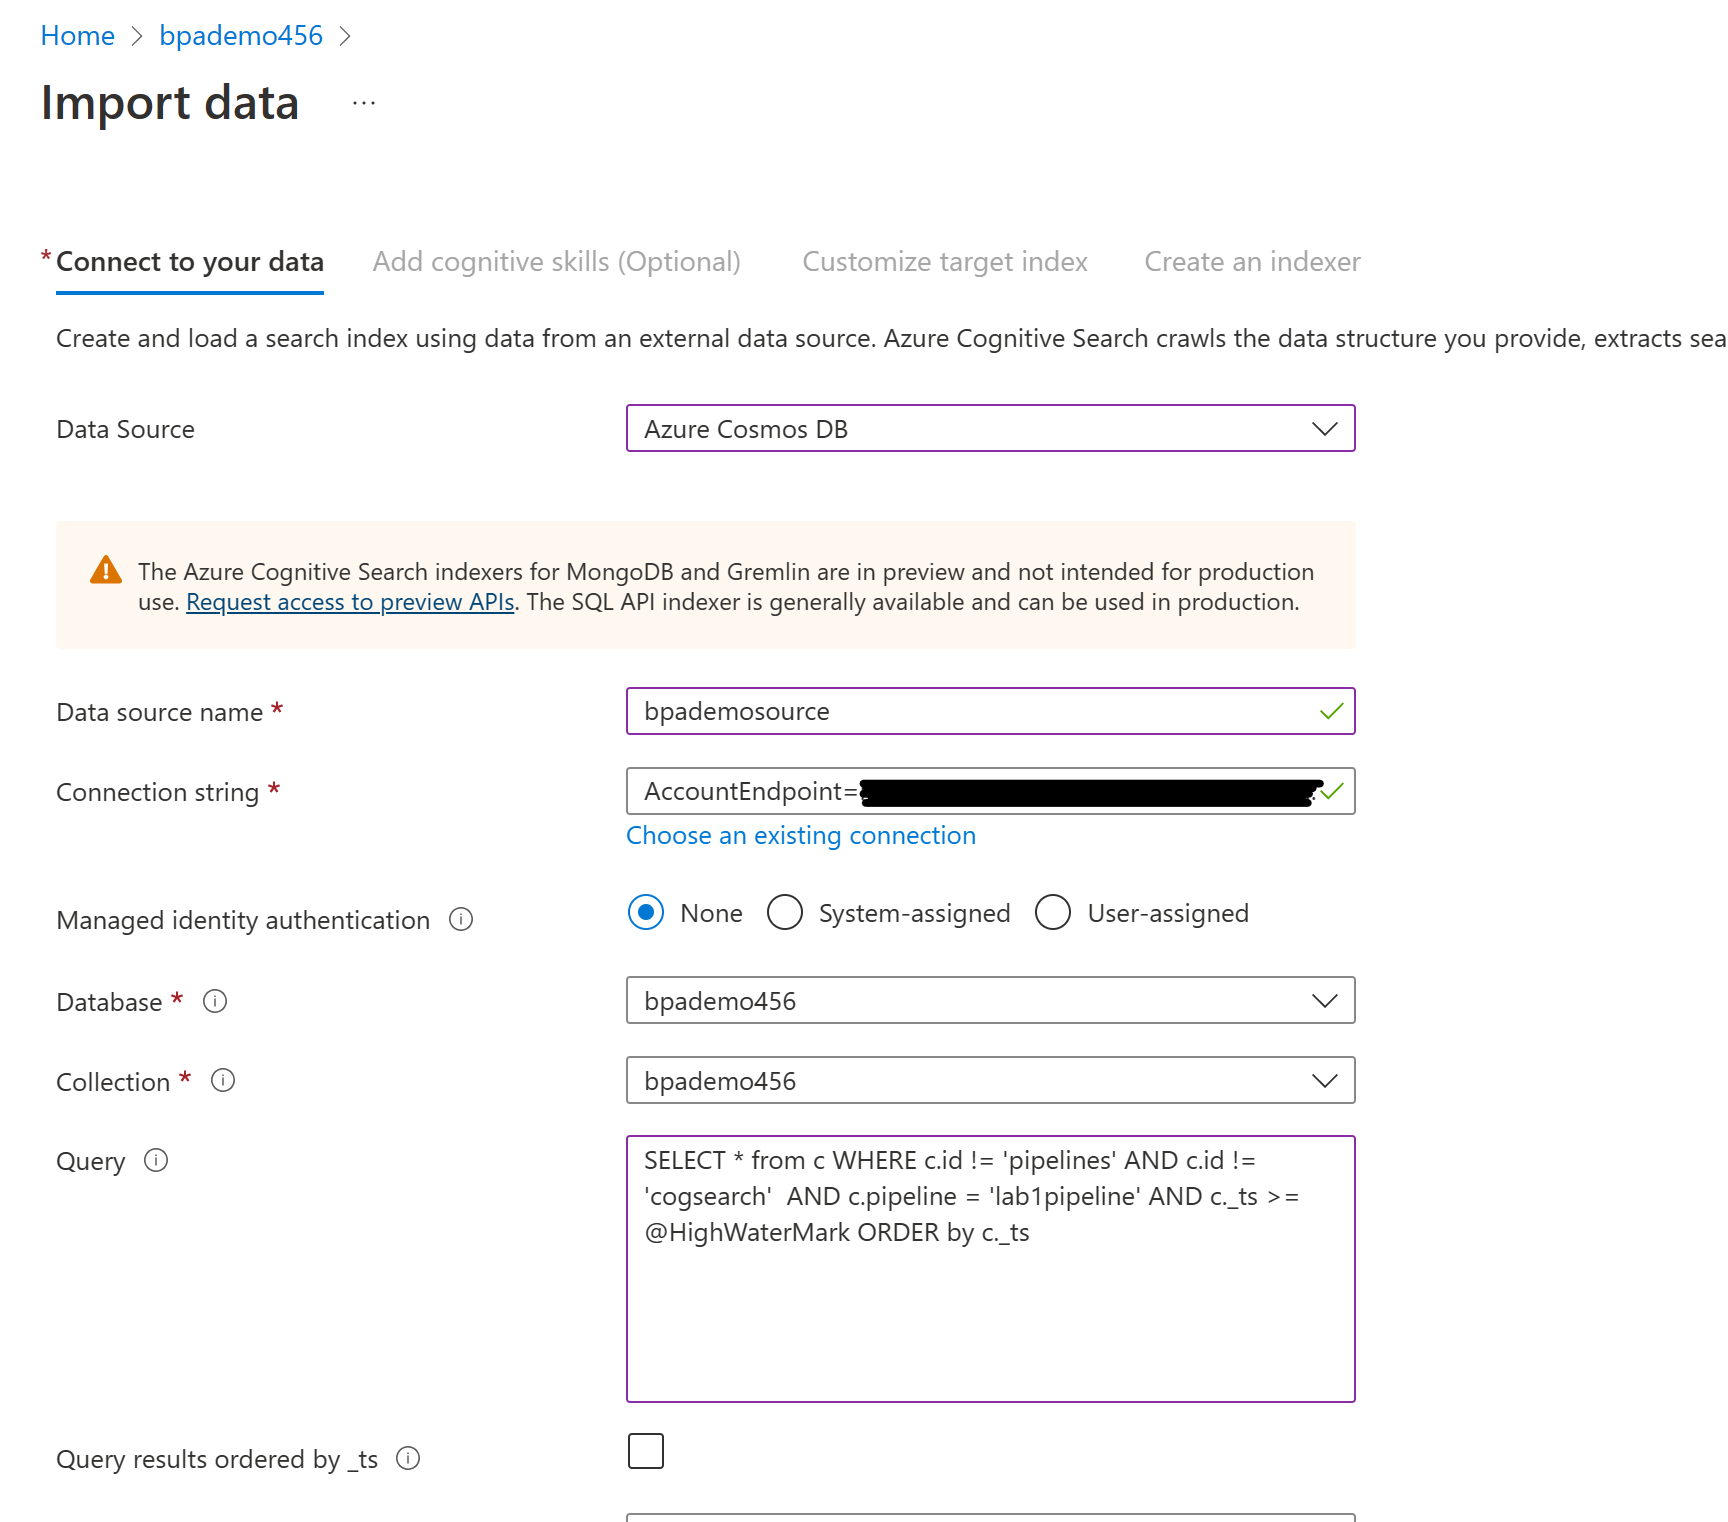 Home > bpademo456 >
Import data ...
* Connect to your data Add cognitive skills (Optional) Customize target index Create an indexer
Create and load a search index using data from an external data source. Azure Cognitive Search crawls the data structure you provide, extracts sea
Data Source Azure Cosmos DB
The Azure Cognitive Search indexers for MongoDB and Gremlin are in preview and not intended for production
use. Request access to preview APIs. The SQL API indexer is generally available and can be used in production.
Data source name * bpademosource
Connection string * AccountEndpoint=
Choose an existing connection
Managed identity authentication None System-assigned User-assigned
Database * bpademo456
Collection * bpademo456
Query SELECT * from c WHERE c.id != 'pipelines' AND c.id !=
'cogsearch'  AND c.pipeline = 'lab1pipeline' AND c._ts >=
@HighWaterMark ORDER by c._ts
Query results ordered by _ts